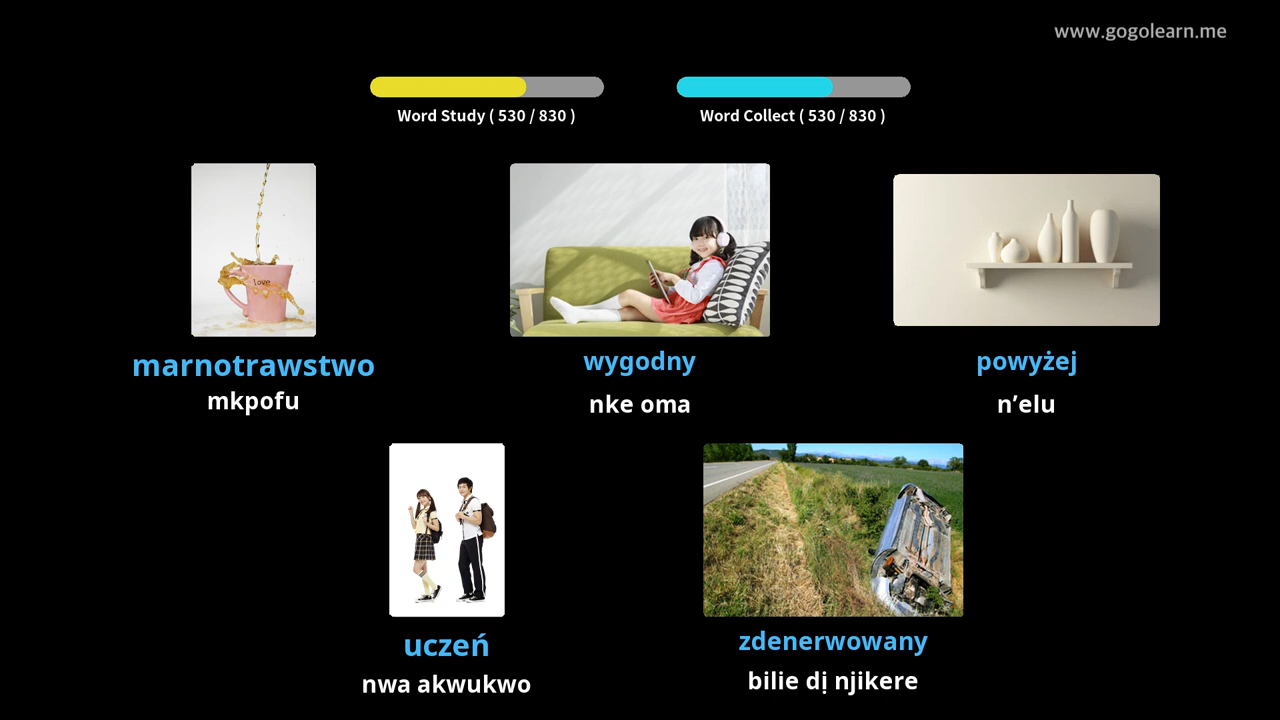 www.gogolearn.me
Word Study ( 530 / 830 )
Word Collect ( 530 / 830 )
love
marnotrawstwo
mkpofu
wygodny
nke oma
powyżej
n’elu
uczeń
nwa akwukwo
zdenerwowany
bilie dị njikere